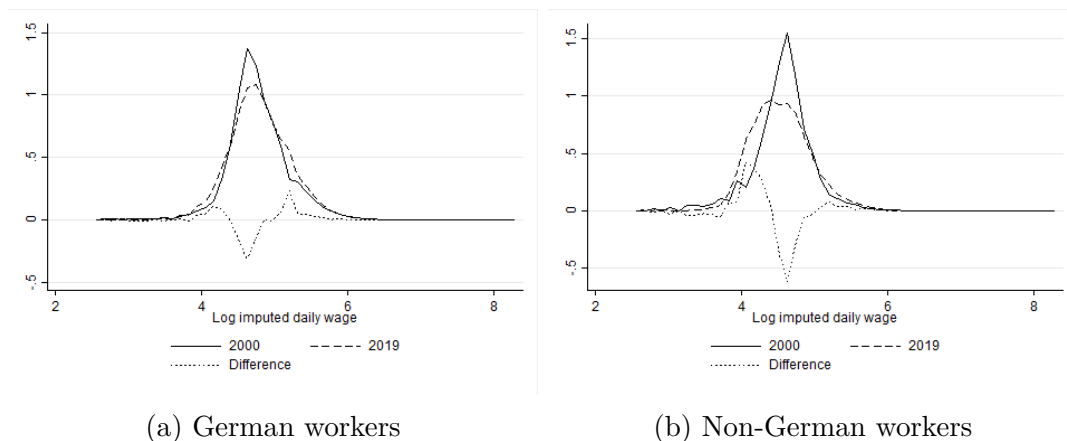 1.5
1
.5
0
-.5
2 4 6 8
Log imputed daily wage
2000 2019
Difference
(a) German workers
1.5
1
.5
0
-.5
2 4 6 8
Log imputed daily wage
2000 2019
Difference
(b) Non-German workers